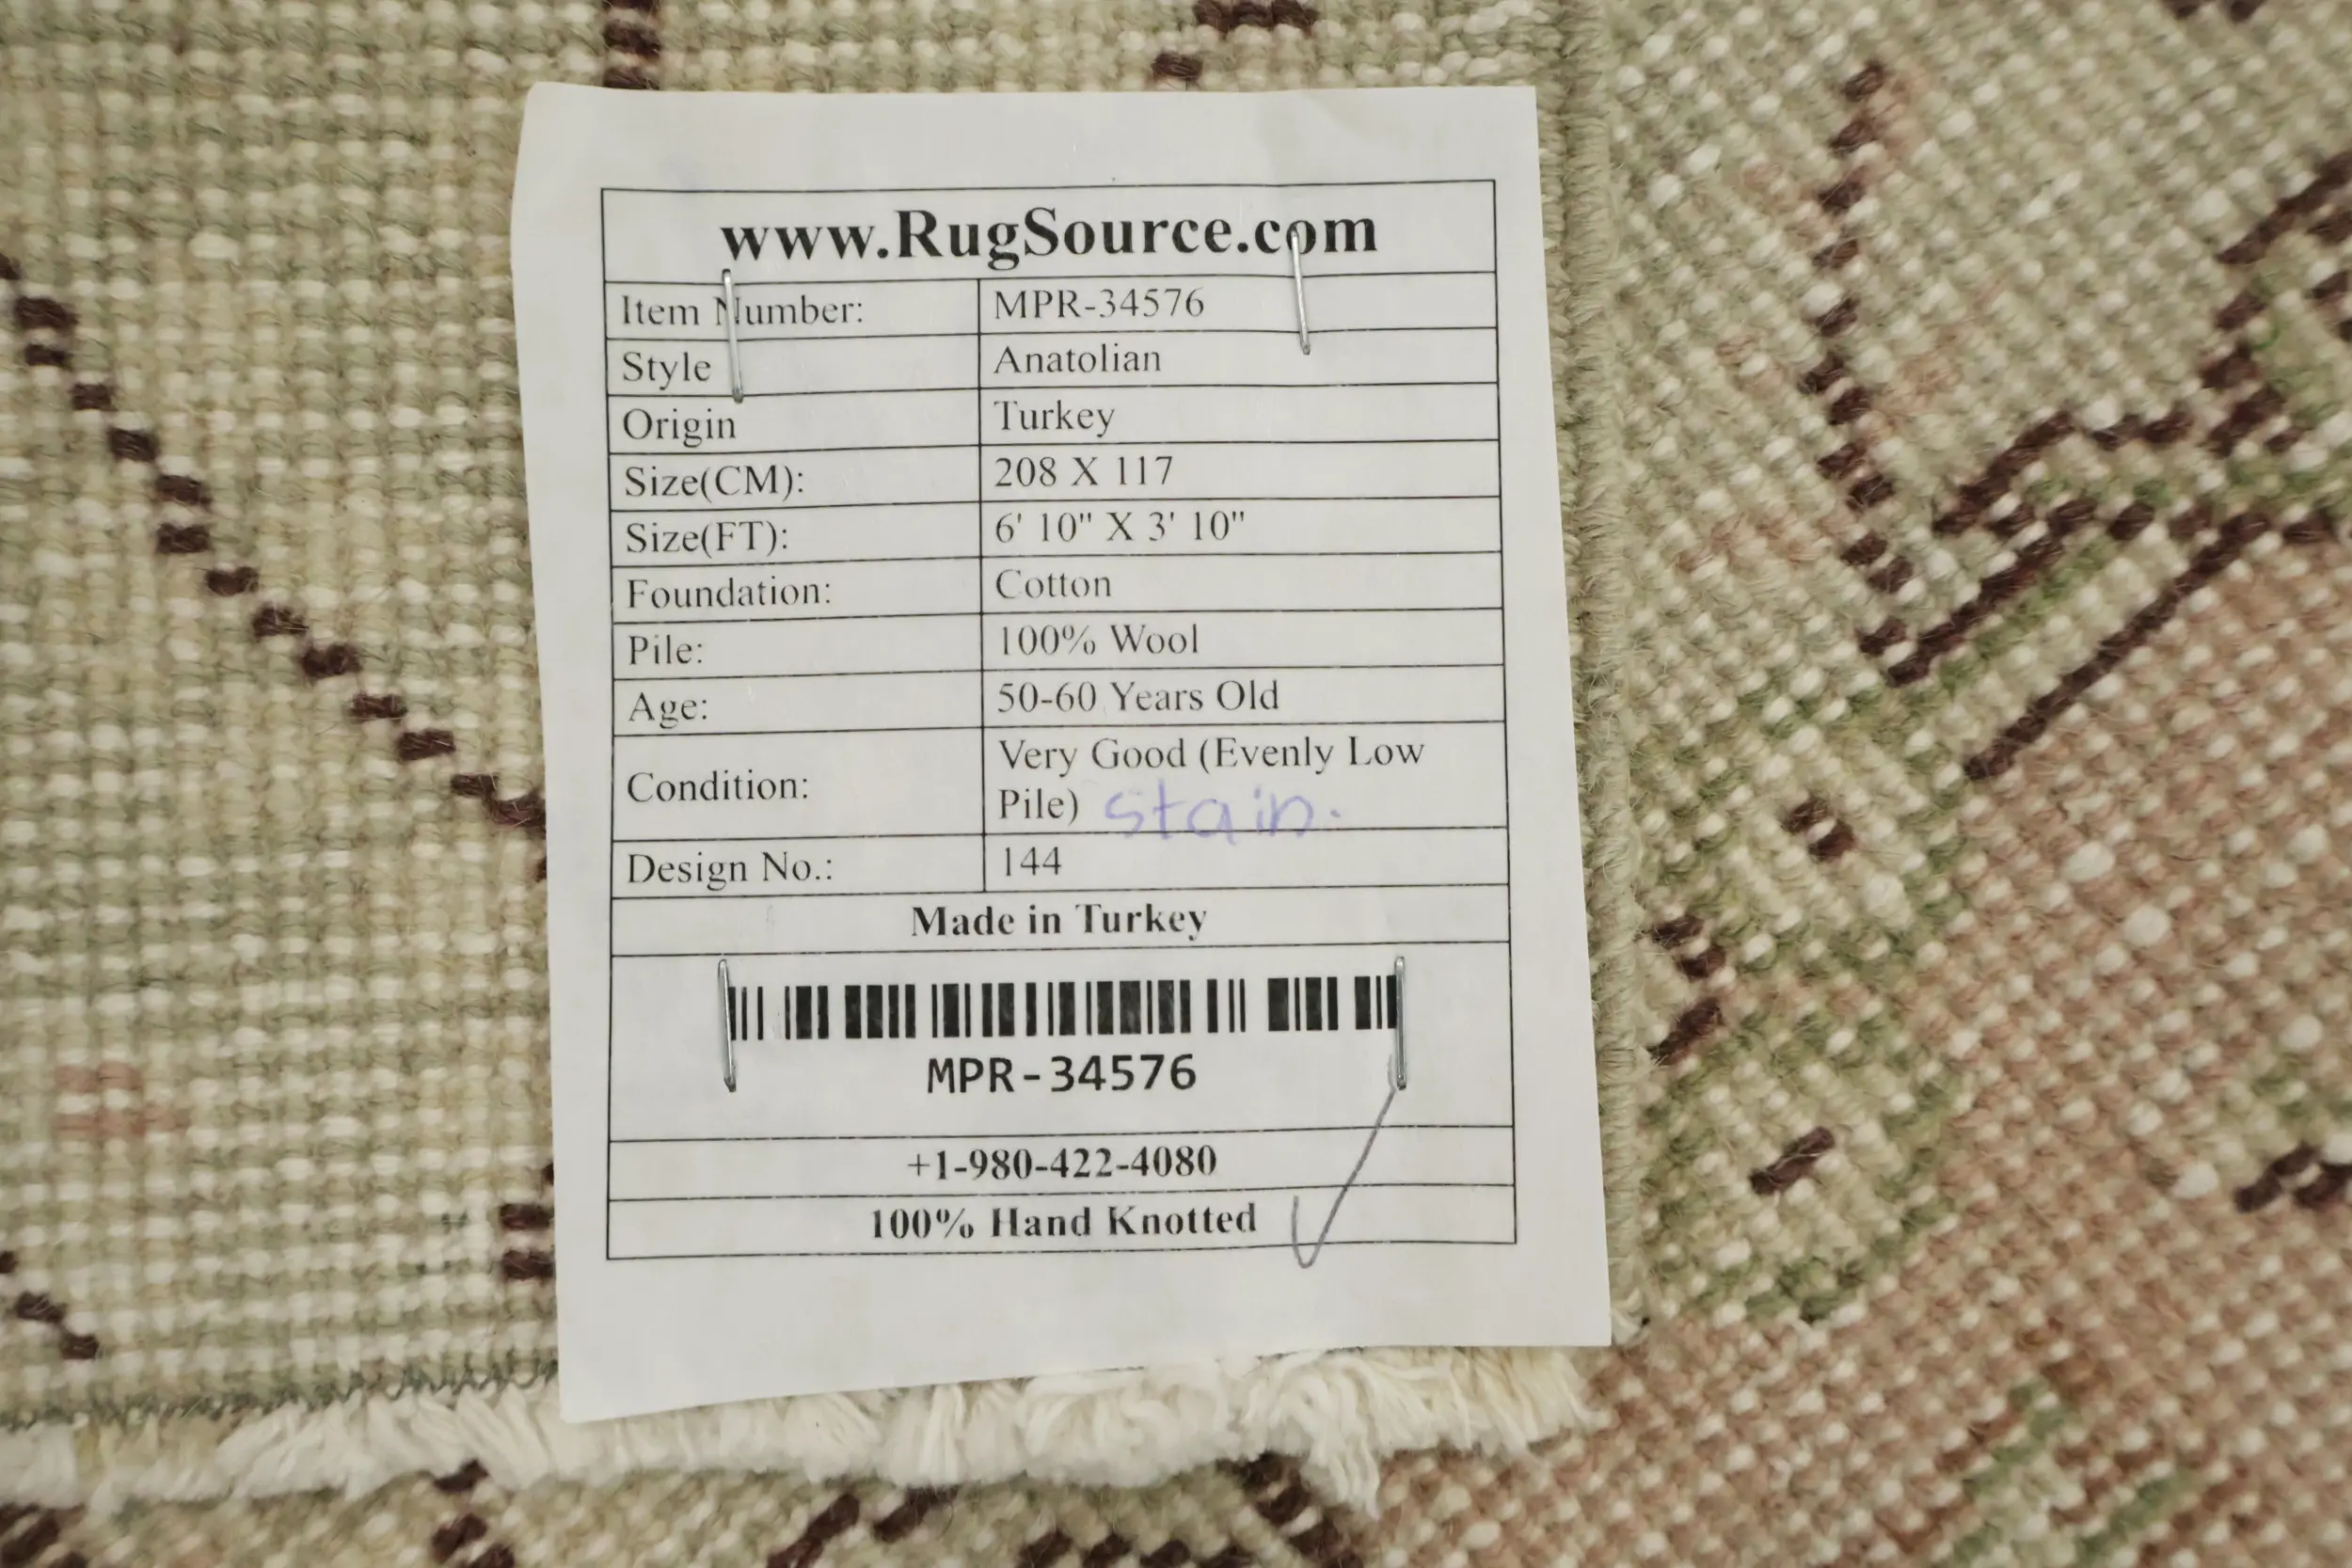 www.RugSource.com
Item Number: MPR-34576
Style Anatolian
Origin Turkey
Size(CM): 208 X 117
Size(FT): 6' 10" X 3' 10"
Foundation: Cotton
Pile: 100% Wool
Age: 50-60 Years Old
Condition: Very Good (Evenly Low
Pile) stain.
Design No.: 144
Made in Turkey
MPR-34576
+1-980-422-4080
100% Hand Knotted